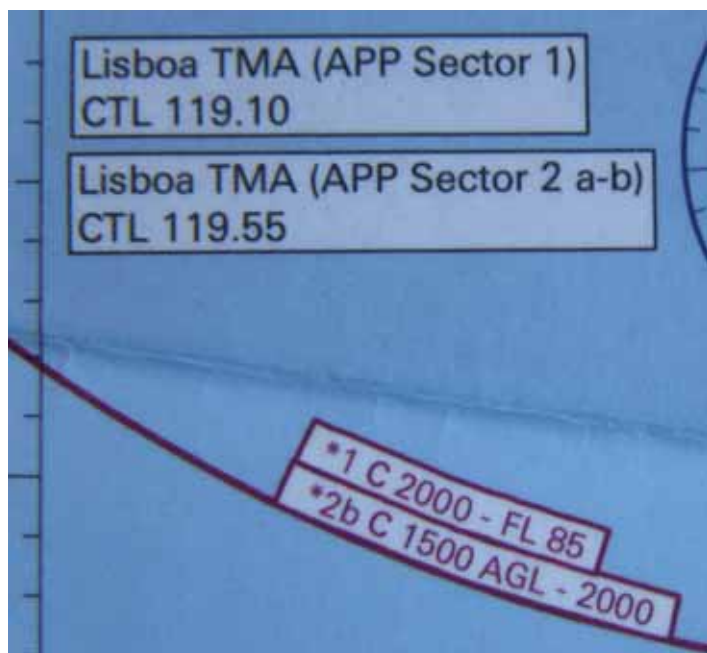 Lisboa TMA (APP Sector 1)
CTL 119.10
Lisboa TMA (APP Sector 2 a-b)
CTL 119.55
*1 C 2000 - FL 85
*2b C 1500 AGL - 2000